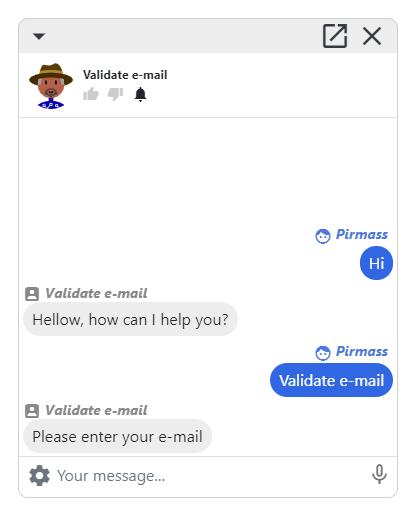 Validate e-mail
Pirmass
Hi
Validate e-mail
Hellow, how can I help you?
Pirmass
Validate e-mail
Validate e-mail
Please enter your e-mail
Your message...